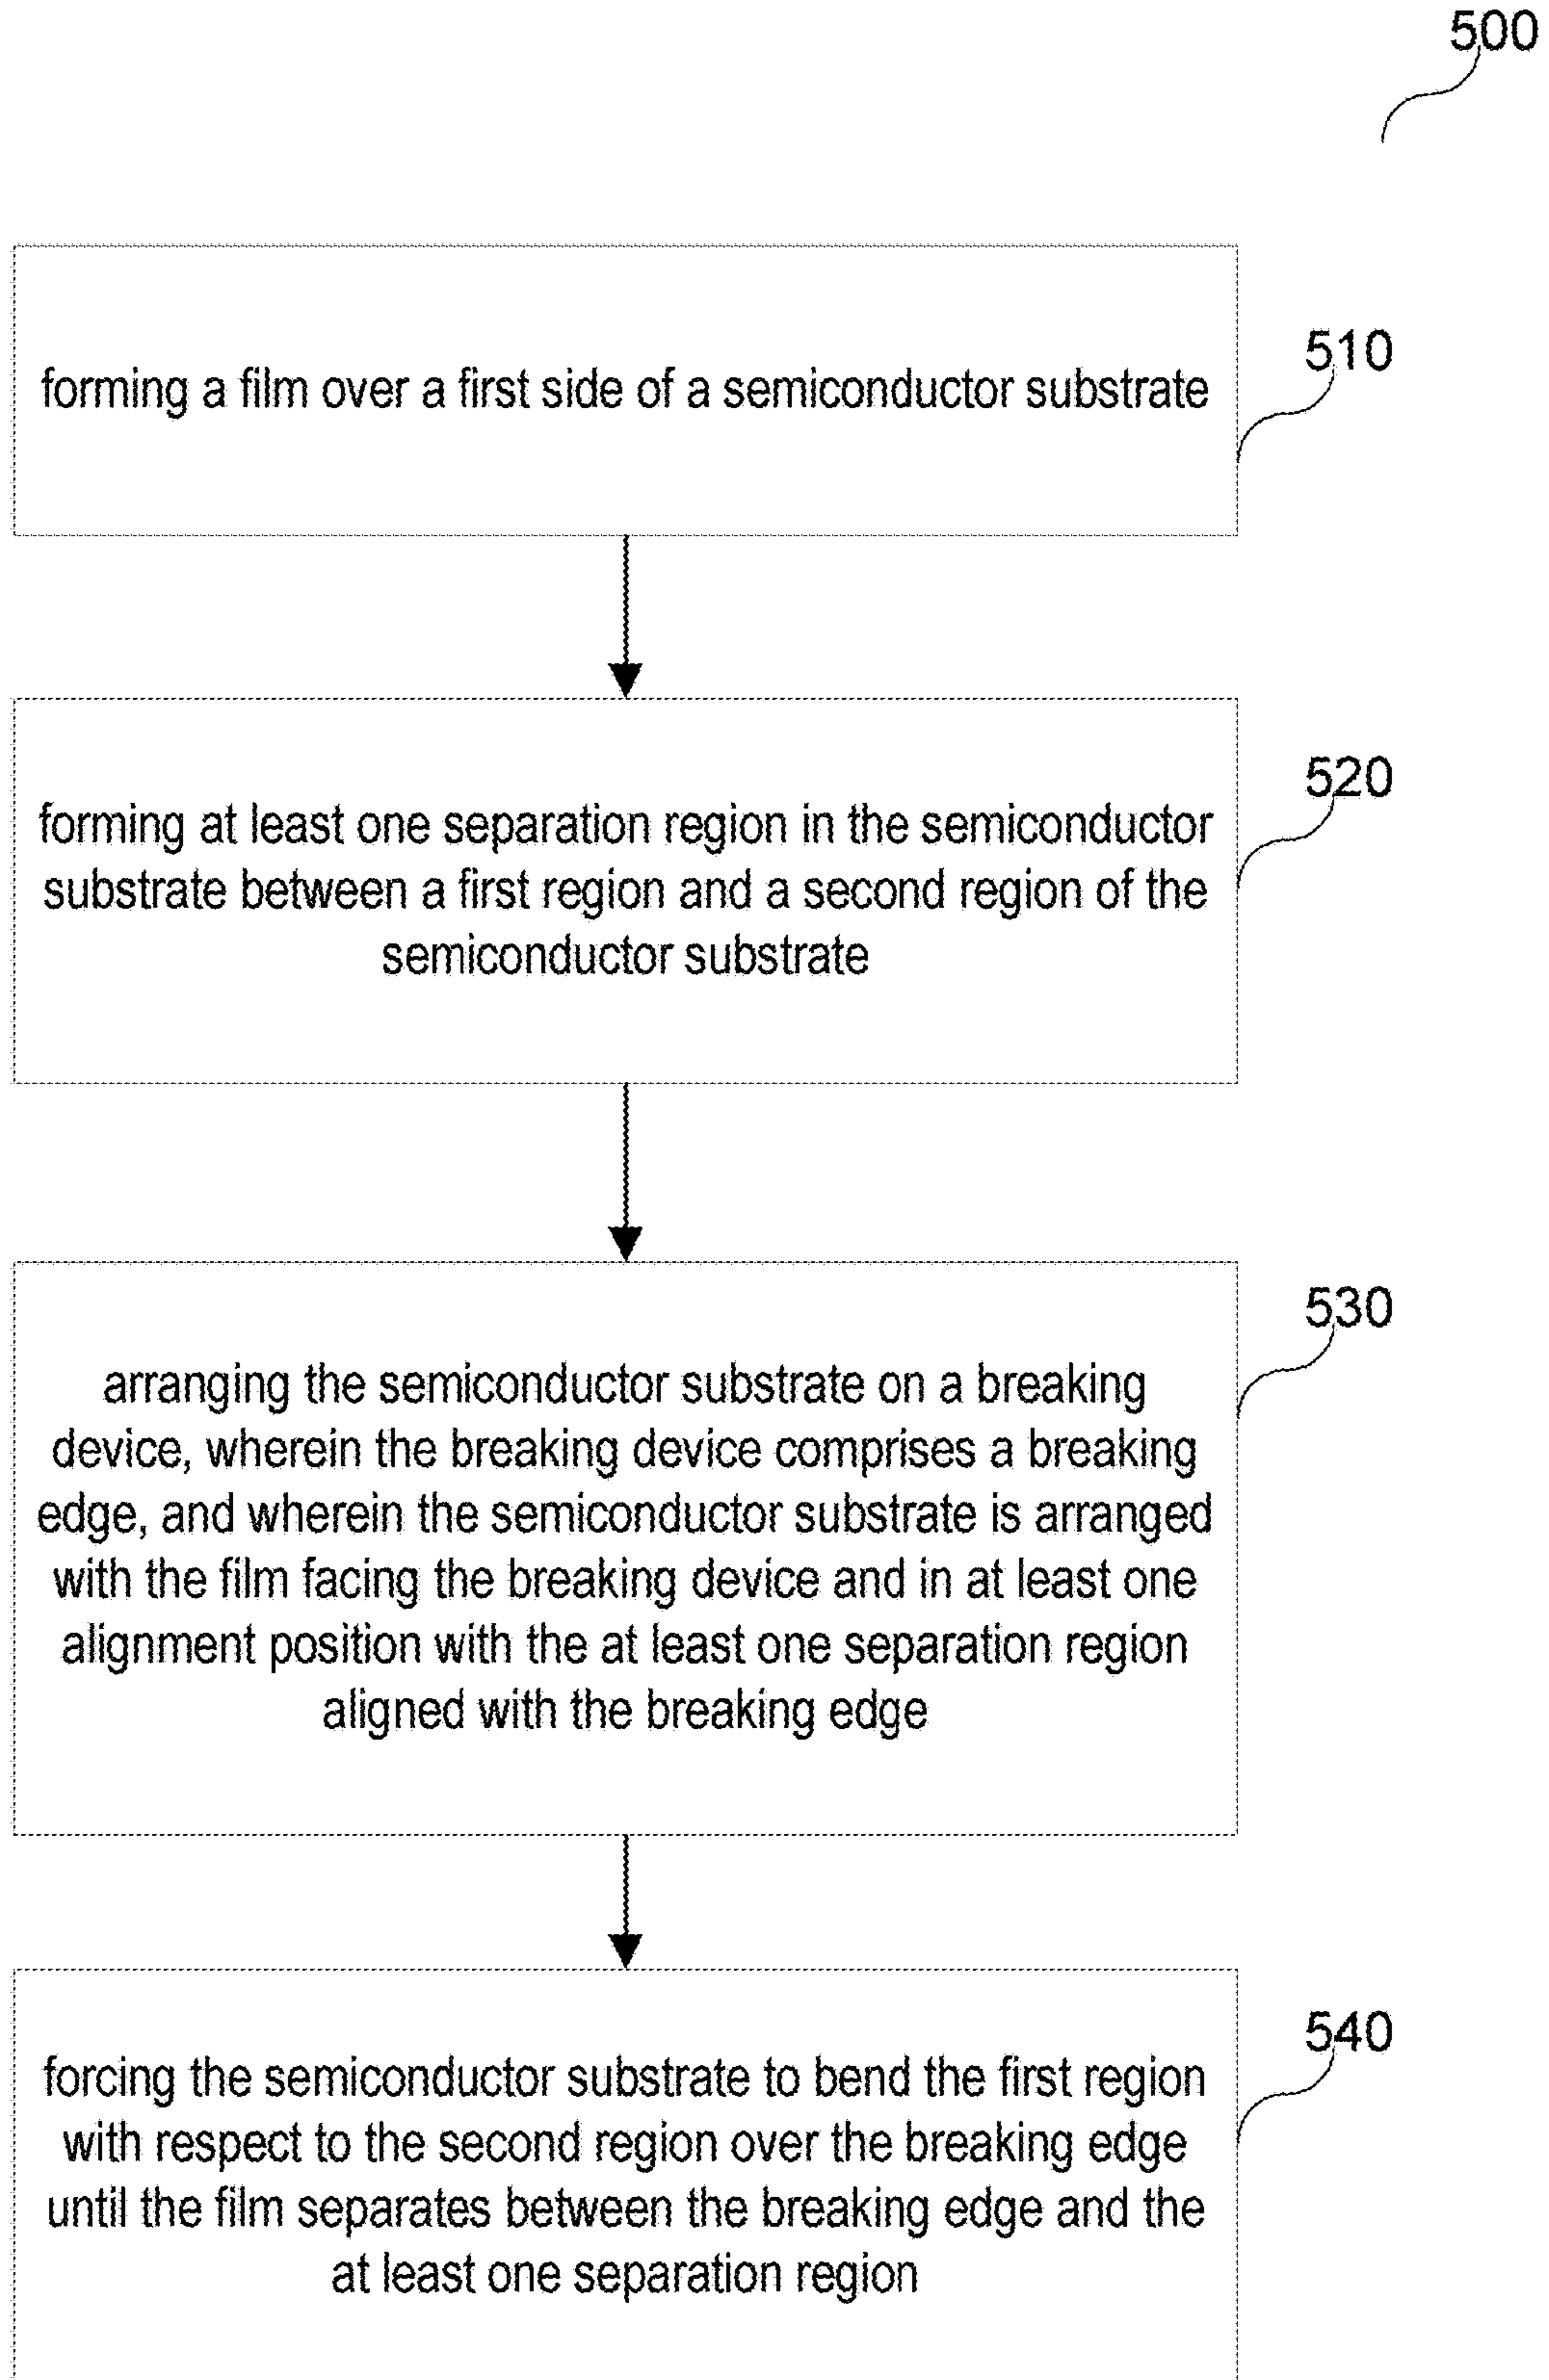 500
forming a film over a first side of a semiconductor substrate
510
forming at least one separation region in the semiconductor
substrate between a first region and a second region of the
semiconductor substrate
520
arranging the semiconductor substrate on a breaking
device, wherein the breaking device comprises a breaking
edge, and wherein the semiconductor substrate is arranged
with the film facing the breaking device and in at least one
alignment position with the at least one separation region
aligned with the breaking edge
530
forcing the semiconductor substrate to bend the first region
with respect to the second region over the breaking edge
until the film separates between the breaking edge and the
at least one separation region
540